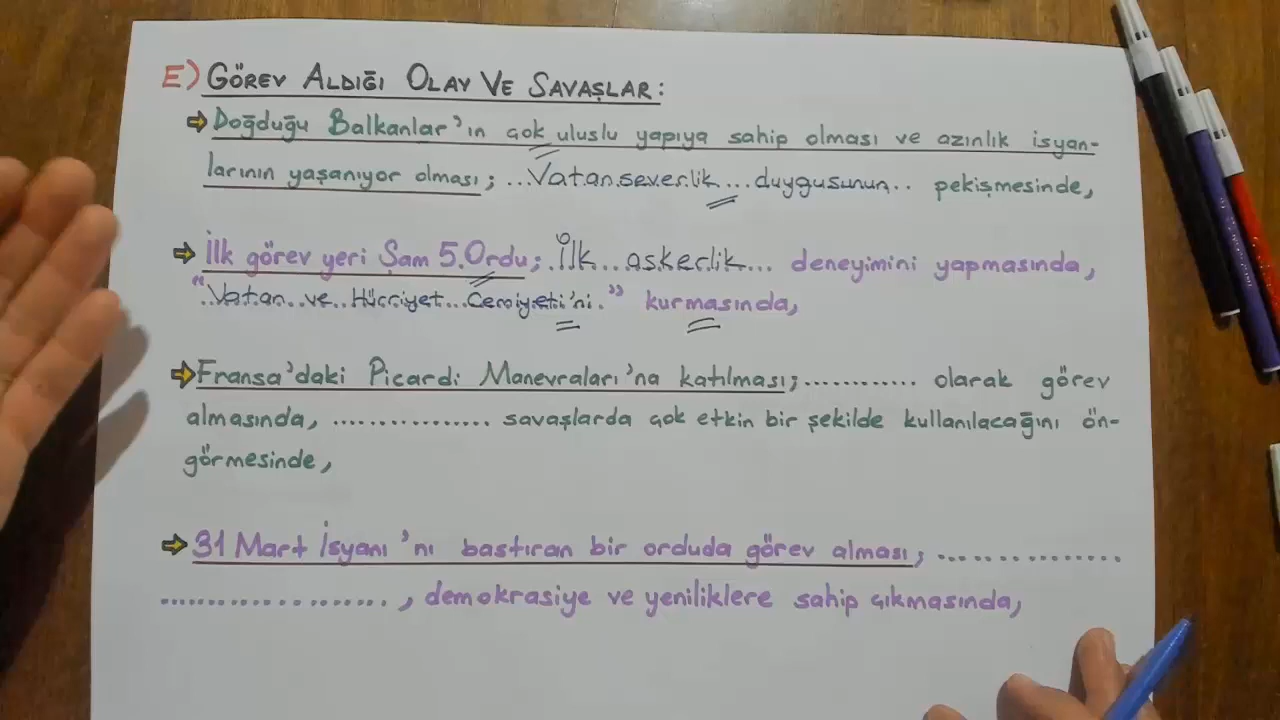 E) GÖREV ALDIĞI OLAY VE SAVAŞLAR:
➡ Doğduğu Balkanlar'ın çok uluslu yapıya sahip olması ve azınlık isyan-
larının yaşanıyor olması; ...Vatanseverlik... duygusunun.. pekişmesinde,
➡ İlk görev yeri Şam 5.Ordu; .İlk...askerlik... deneyimini yapmasında,
"..Vatan..ve..Hürriyet...Cemiyeti'ni." kurmasında,
➡ Fransa'daki Picardi Manevraları'na katılması;............ olarak görev
almasında, ................ savaşlarda çok etkin bir şekilde kullanılacağını ön-
görmesinde,
➡ 31 Mart İsyanı'nı bastıran bir orduda görev alması, ................
...................., demokrasiye ve yeniliklere sahip çıkmasında,